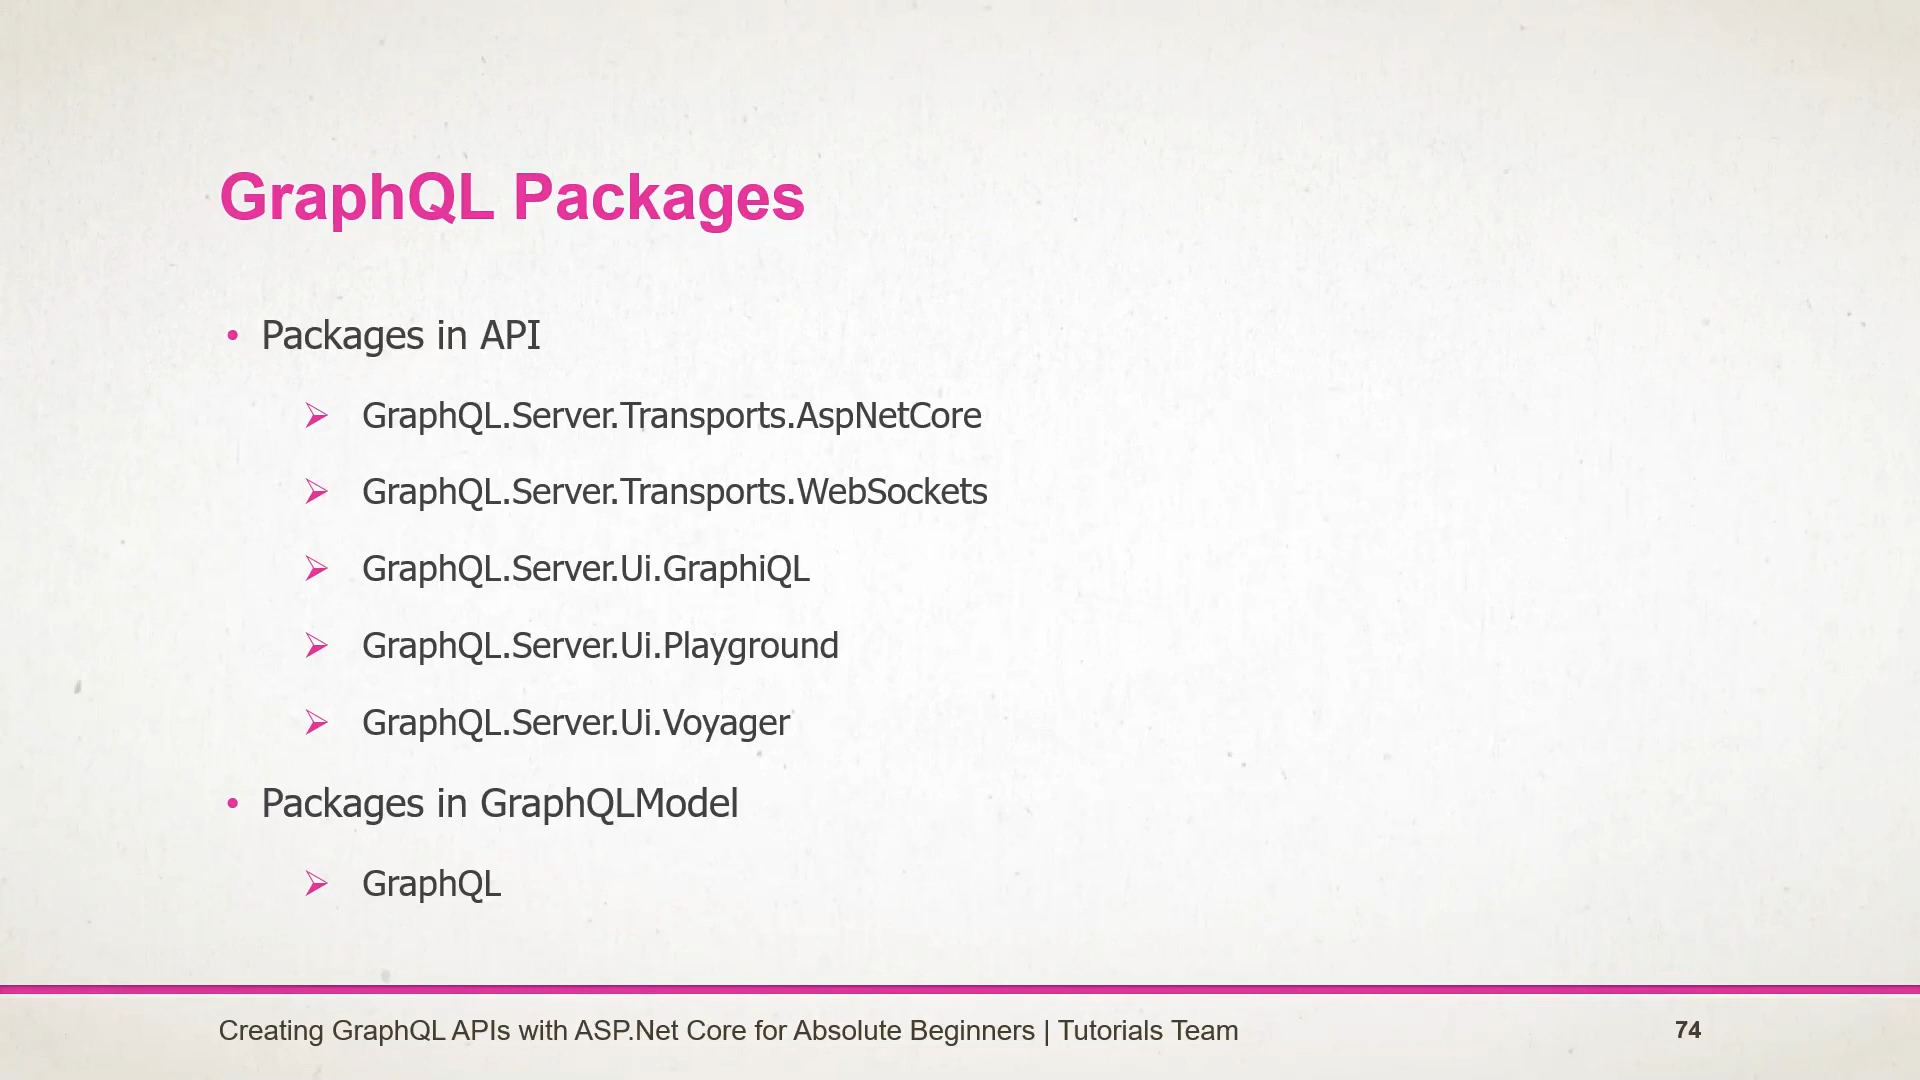 GraphQL Packages
• Packages in API
➢ GraphQL.Server.Transports.AspNetCore
➢ GraphQL.Server.Transports.WebSockets
➢ GraphQL.Server.Ui.GraphiQL
➢ GraphQL.Server.Ui.Playground
➢ GraphQL.Server.Ui.Voyager
• Packages in GraphQLModel
➢ GraphQL
Creating GraphQL APIs with ASP.Net Core for Absolute Beginners | Tutorials Team
74